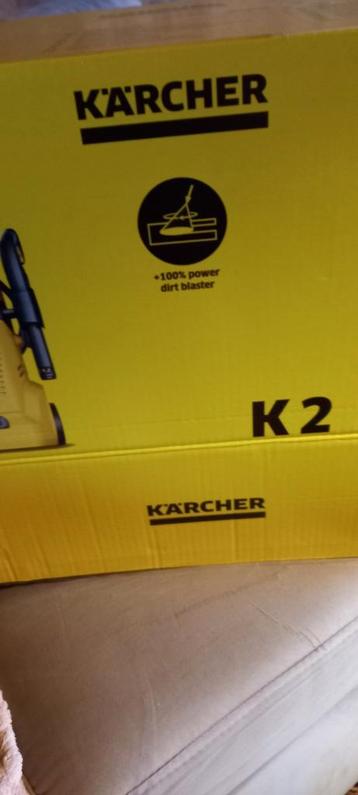 KÄRCHER
+100% power
dirt blaster
K 2
KÄRCHER